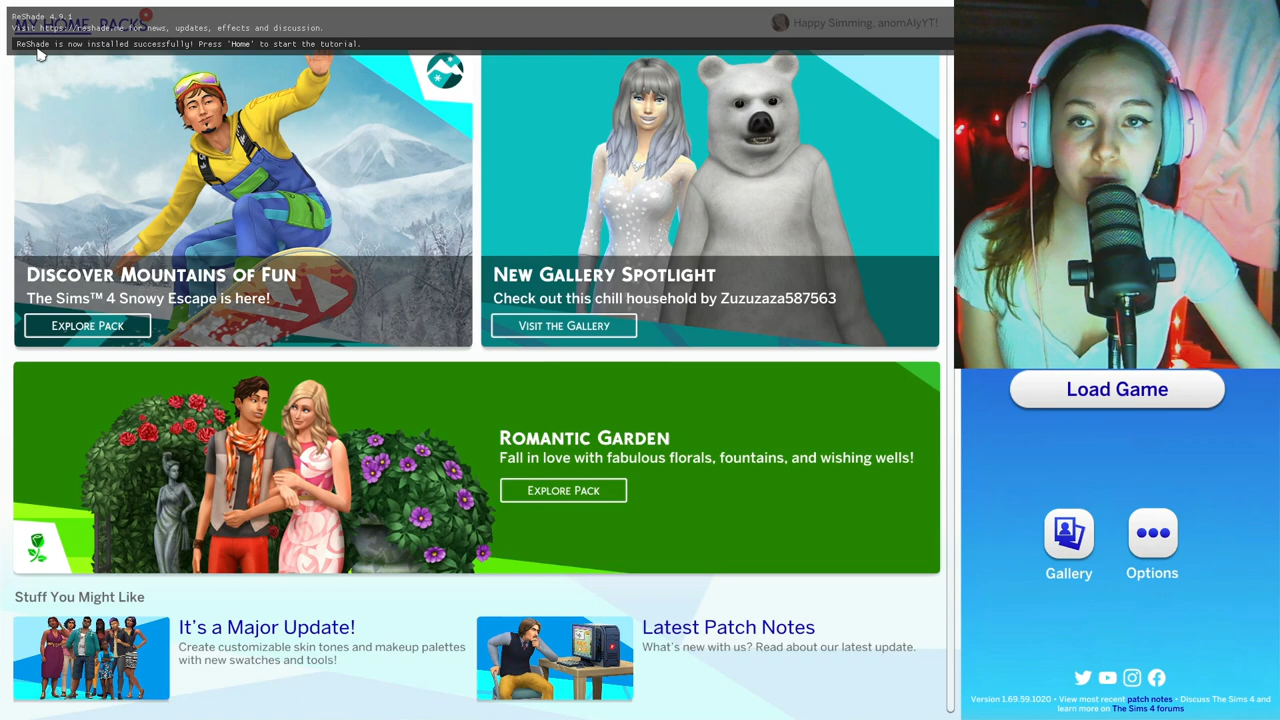 ReShade 4.9.1
Visit https://reshade.me for news, updates, effects and discussion.
ReShade is now installed successfully! Press 'Home' to start the tutorial.
MY HOME PACKS
Happy Simming, anomAlyYT!
DISCOVER MOUNTAINS OF FUN
The Sims™ 4 Snowy Escape is here!
EXPLORE PACK
NEW GALLERY SPOTLIGHT
Check out this chill household by Zuzuzaza587563
VISIT THE GALLERY
ROMANTIC GARDEN
Fall in love with fabulous florals, fountains, and wishing wells!
EXPLORE PACK
Stuff You Might Like
It's a Major Update!
Create customizable skin tones and makeup palettes
with new swatches and tools!
Latest Patch Notes
What's new with us? Read about our latest update.
Load Game
Gallery
Options
Version 1.69.59.1020 • View most recent patch notes • Discuss The Sims 4 and
learn more on The Sims 4 forums